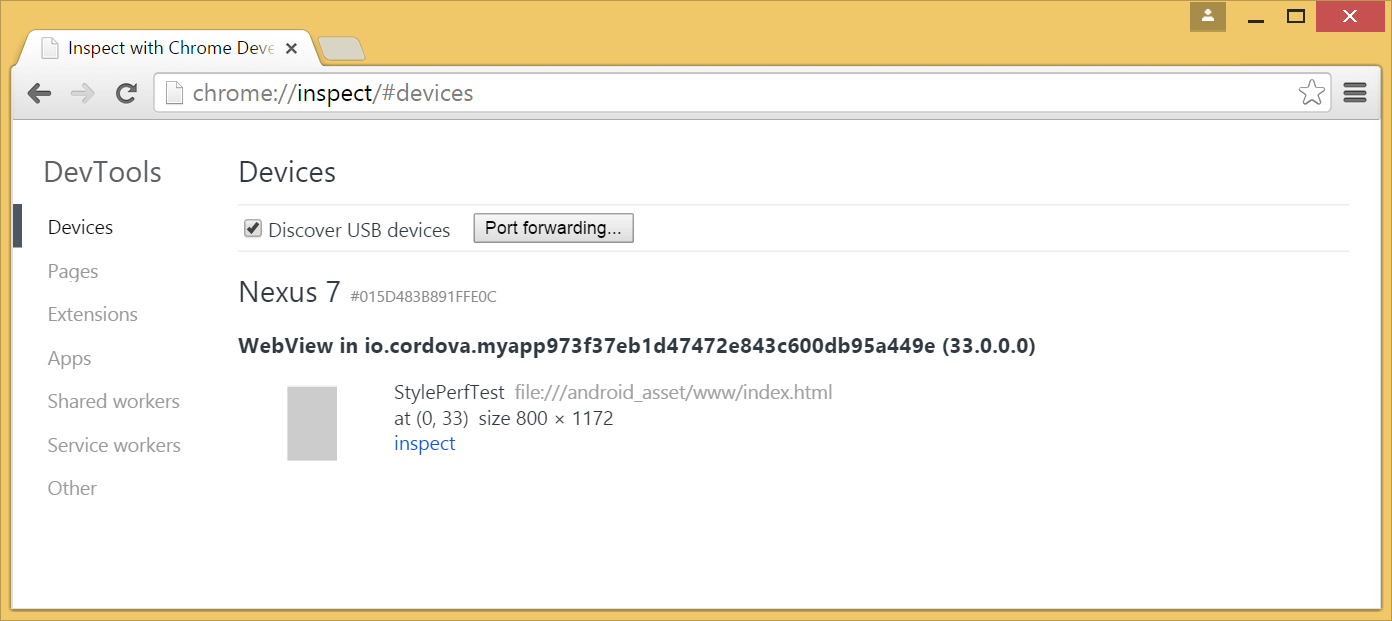 Inspect with Chrome Deve
chrome://inspect/#devices
DevTools
Devices
Pages
Extensions
Apps
Shared workers
Service workers
Other
Devices
Discover USB devices Port forwarding...
Nexus 7 #015D483B891FFE0C
WebView in io.cordova.myapp973f37eb1d47472e843c600db95a449e (33.0.0.0)
StylePerfTest file:///android_asset/www/index.html
at (0, 33) size 800 × 1172
inspect